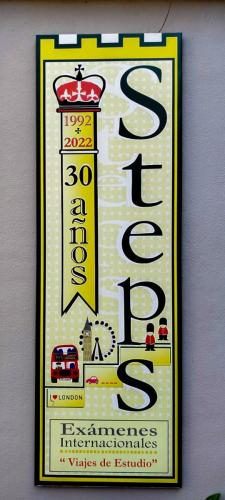 1992
2022
30 años
Steps
I ♥ LONDON
Exámenes
Internacionales
“Viajes de Estudio”